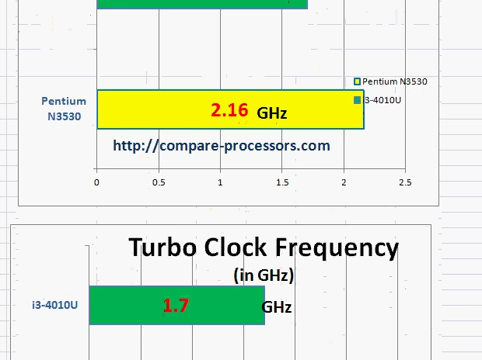 Pentium N3530
i3-4010U
Pentium
N3530
2.16 GHz
http://compare-processors.com
0 0.5 1 1.5 2 2.5
Turbo Clock Frequency
(in GHz)
i3-4010U
1.7 GHz